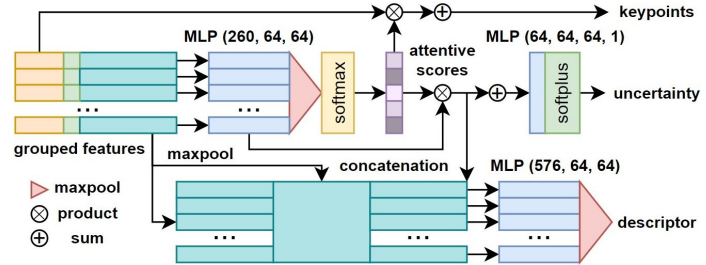 keypoints
MLP (260, 64, 64)
MLP (64, 64, 64, 1)
attentive
scores
softmax
softplus
uncertainty
...
...
grouped features
maxpool
concatenation
MLP (576, 64, 64)
maxpool
product
sum
...
...
...
descriptor